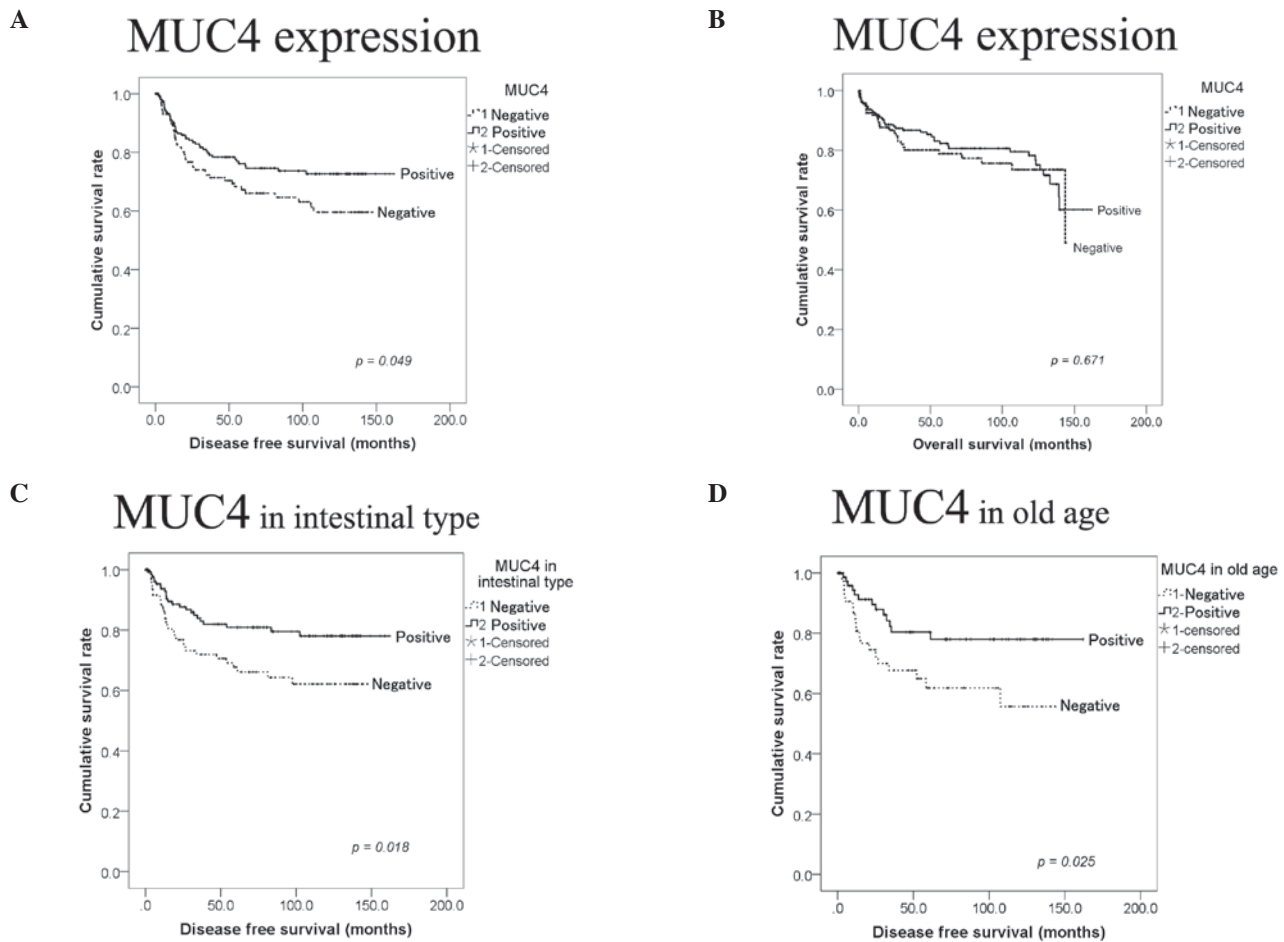 A
MUC4 expression
1.0
0.8
0.6
0.4
0.2
0.0
Cumulative survival rate
MUC4
1 Negative
2 Positive
1-Censored
2-Censored
Positive
Negative
p = 0.049
0.0 50.0 100.0 150.0 200.0
Disease free survival (months)
B
MUC4 expression
1.0
0.8
0.6
0.4
0.2
0.0
Cumulative survival rate
MUC4
1 Negative
2 Positive
1-Censored
2-Censored
Positive
Negative
p = 0.671
0.0 50.0 100.0 150.0 200.0
Overall survival (months)
C
MUC4 in intestinal type
1.0
0.8
0.6
0.4
0.2
0.0
Cumulative survival rate
MUC4 in
intestinal type
1 Negative
2 Positive
1-Censored
2-Censored
Positive
Negative
p = 0.018
.0 50.0 100.0 150.0 200.0
Disease free survival (months)
D
MUC4 in old age
1.0
0.8
0.6
0.4
0.2
0.0
Cumulative survival rate
MUC4 in old age
1-Negative
2-Positive
1-censored
2-censored
Positive
Negative
p = 0.025
.0 50.0 100.0 150.0 200.0
Disease free survival (months)